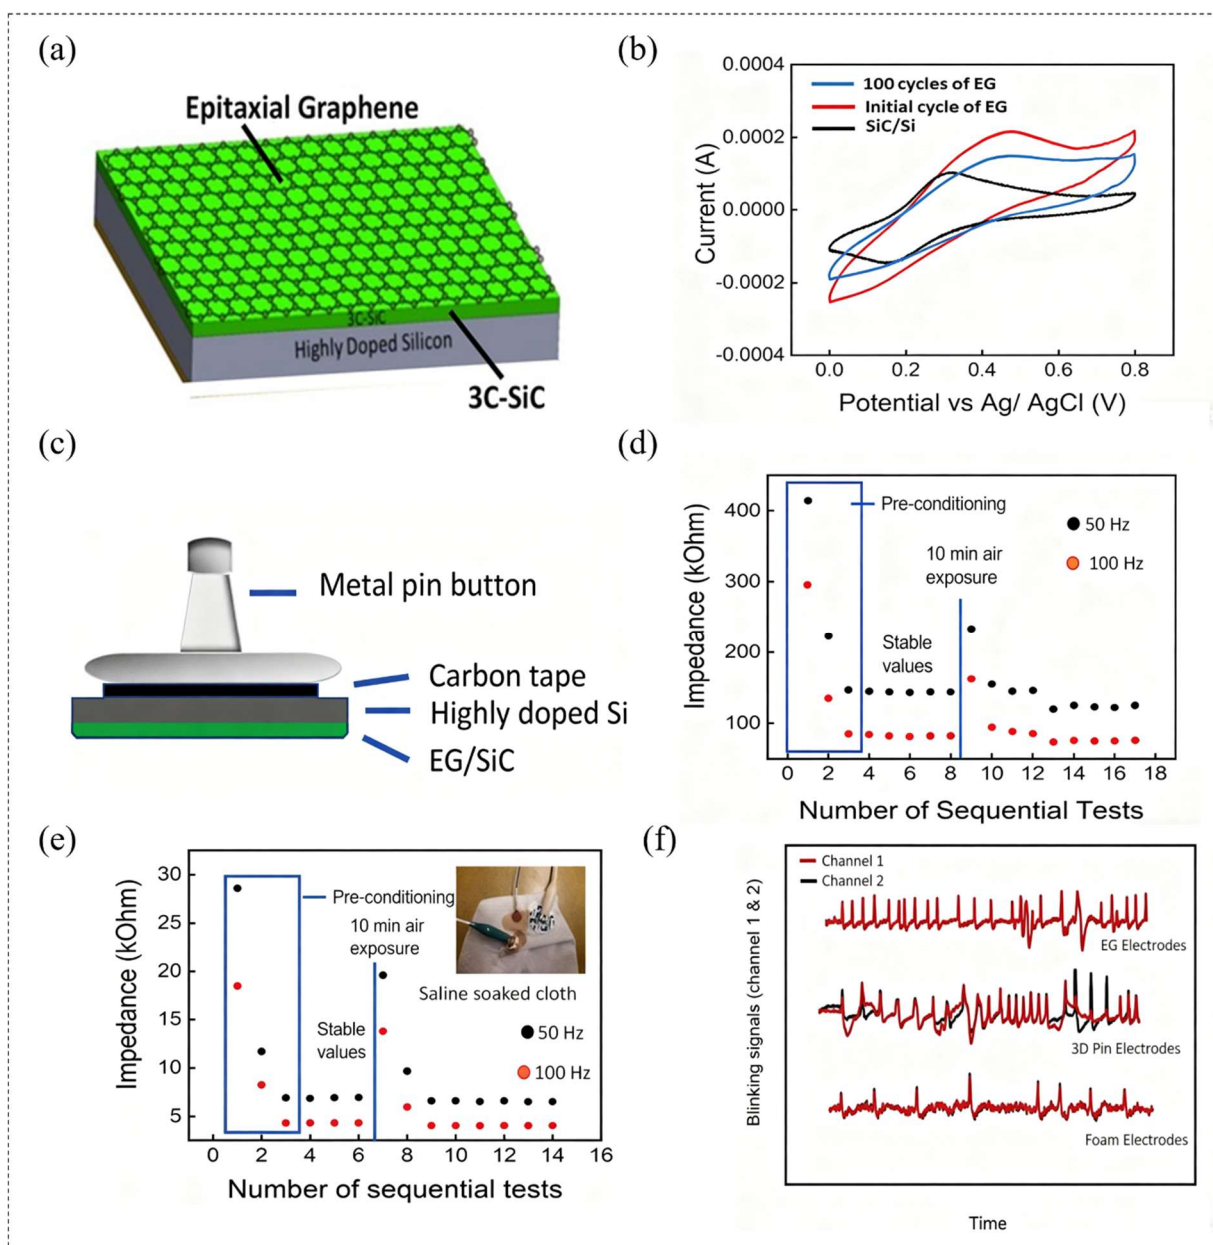 (a)
Epitaxial Graphene
3C-SiC
Highly Doped Silicon
3C-SiC
(b)
Current (A)
0.0004
0.0002
0.0000
-0.0002
-0.0004
100 cycles of EG
Initial cycle of EG
SiC/Si
0.0 0.2 0.4 0.6 0.8
Potential vs Ag/ AgCl (V)
(c)
Metal pin button
Carbon tape
Highly doped Si
EG/SiC
(d)
Impedance (kOhm)
400
300
200
100
Pre-conditioning
50 Hz
100 Hz
10 min air
exposure
Stable
values
0 2 4 6 8 10 12 14 16 18
Number of Sequential Tests
(e)
Impedance (kOhm)
30
25
20
15
10
5
Pre-conditioning
10 min air
exposure
Saline soaked cloth
Stable
values
50 Hz
100 Hz
0 2 4 6 8 10 12 14 16
Number of sequential tests
(f)
Blinking signals (channel 1 & 2)
Channel 1
Channel 2
EG Electrodes
3D Pin Electrodes
Foam Electrodes
Time